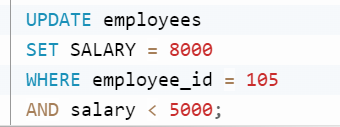 UPDATE employees
SET SALARY = 8000
WHERE employee_id = 105
AND salary < 5000;